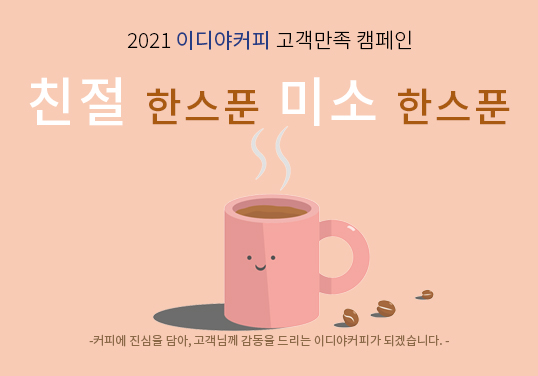 2021 이디야커피 고객만족 캠페인
친절 한스푼 미소 한스푼
-커피에 진심을 담아, 고객님께 감동을 드리는 이디야커피가 되겠습니다. -